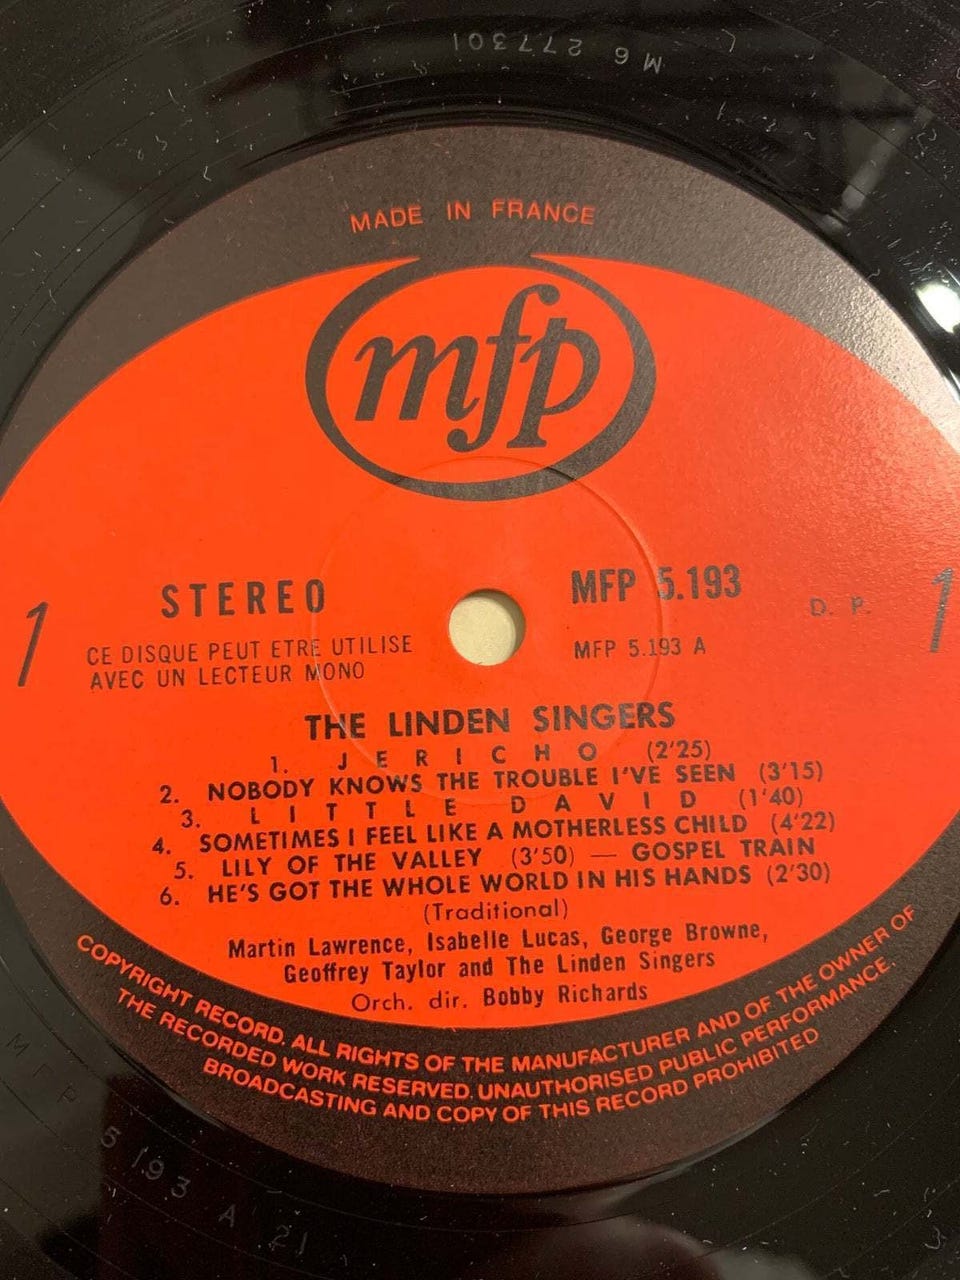 M6 277301
MADE IN FRANCE
mfp
1
STEREO
MFP 5.193
D. P.
1
CE DISQUE PEUT ETRE UTILISE
AVEC UN LECTEUR MONO
MFP 5.193 A
THE LINDEN SINGERS
1. JERICHO (2'25)
2. NOBODY KNOWS THE TROUBLE I'VE SEEN (3'15)
3. LITTLE DAVID (1'40)
4. SOMETIMES I FEEL LIKE A MOTHERLESS CHILD (4'22)
5. LILY OF THE VALLEY (3'50) — GOSPEL TRAIN
6. HE'S GOT THE WHOLE WORLD IN HIS HANDS (2'30)
(Traditional)
Martin Lawrence, Isabelle Lucas, George Browne,
Geoffrey Taylor and The Linden Singers
Orch. dir. Bobby Richards
COPYRIGHT RECORD. ALL RIGHTS OF THE MANUFACTURER AND OF THE OWNER OF
THE RECORDED WORK RESERVED. UNAUTHORISED PUBLIC PERFORMANCE.
BROADCASTING AND COPY OF THIS RECORD PROHIBITED
MFP 5193 A 21